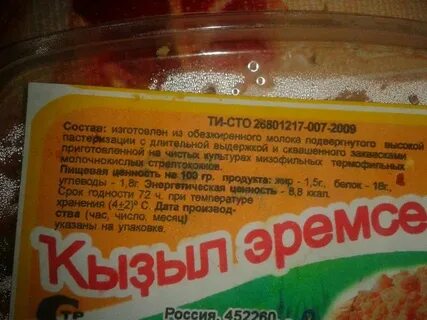 ТИ-СТО 26801217-007-2009
Состав: изготовлен из обезжиренного молока подвергнутого высокой
пастеризации с длительной выдержкой и сквашенного закваской
приготовленной на чистых культурах мизофильных термофильных
молочнокислых стрептококков.
Пищевая ценность на 100 гр. продукта: жир - 1,5г, белок - 18г,
углеводы - 1,8г. Энергетическая ценность - 8,8 ккал.
Срок годности 72 ч. при температуре
хранения (4±2)° С. Дата производ-
ства (час, число, месяц)
указаны на упаковке.
Ҡыҙыл эремсе
Россия, 452260